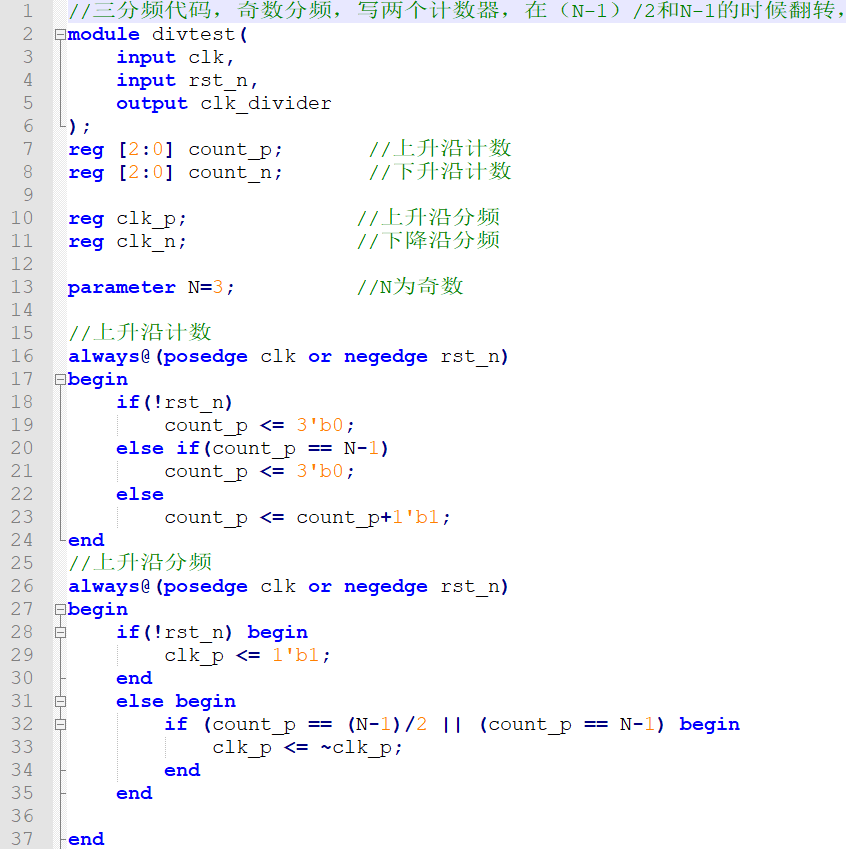 1 //三分频代码，奇数分频，写两个计数器，在（N-1）/2和N-1的时候翻转，
2 module divtest(
3     input clk,
4     input rst_n,
5     output clk_divider
6 );
7 reg [2:0] count_p;       //上升沿计数
8 reg [2:0] count_n;       //下升沿计数
9
10 reg clk_p;              //上升沿分频
11 reg clk_n;              //下降沿分频
12
13 parameter N=3;          //N为奇数
14
15 //上升沿计数
16 always@(posedge clk or negedge rst_n)
17 begin
18     if(!rst_n)
19         count_p <= 3'b0;
20     else if(count_p == N-1)
21         count_p <= 3'b0;
22     else
23         count_p <= count_p+1'b1;
24 end
25 //上升沿分频
26 always@(posedge clk or negedge rst_n)
27 begin
28     if(!rst_n) begin
29         clk_p <= 1'b1;
30     end
31     else begin
32         if (count_p == (N-1)/2 || (count_p == N-1) begin
33             clk_p <= ~clk_p;
34         end
35     end
36
37 end